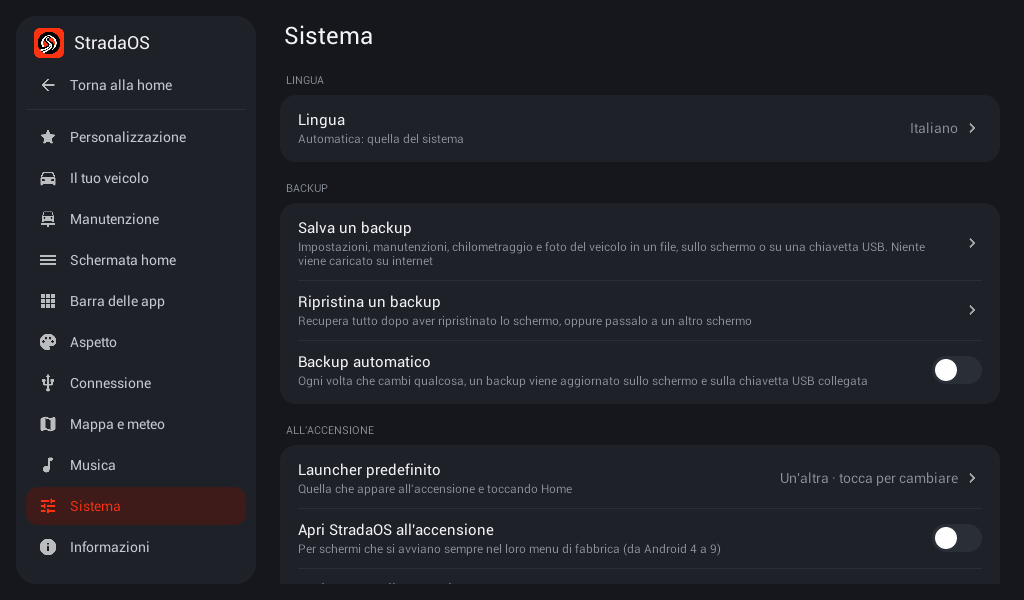 StradaOS
Torna alla home
Personalizzazione
Il tuo veicolo
Manutenzione
Schermata home
Barra delle app
Aspetto
Connessione
Mappa e meteo
Musica
Sistema
Informazioni
Sistema
LINGUA
Lingua
Automatica: quella del sistema
Italiano
BACKUP
Salva un backup
Impostazioni, manutenzioni, chilometraggio e foto del veicolo in un file, sullo schermo o su una chiavetta USB. Niente
viene caricato su internet
Ripristina un backup
Recupera tutto dopo aver ripristinato lo schermo, oppure passalo a un altro schermo
Backup automatico
Ogni volta che cambi qualcosa, un backup viene aggiornato sullo schermo e sulla chiavetta USB collegata
ALL'ACCENSIONE
Launcher predefinito
Quella che appare all'accensione e toccando Home
Un'altra · tocca per cambiare
Apri StradaOS all'accensione
Per schermi che si avviano sempre nel loro menu di fabbrica (da Android 4 a 9)